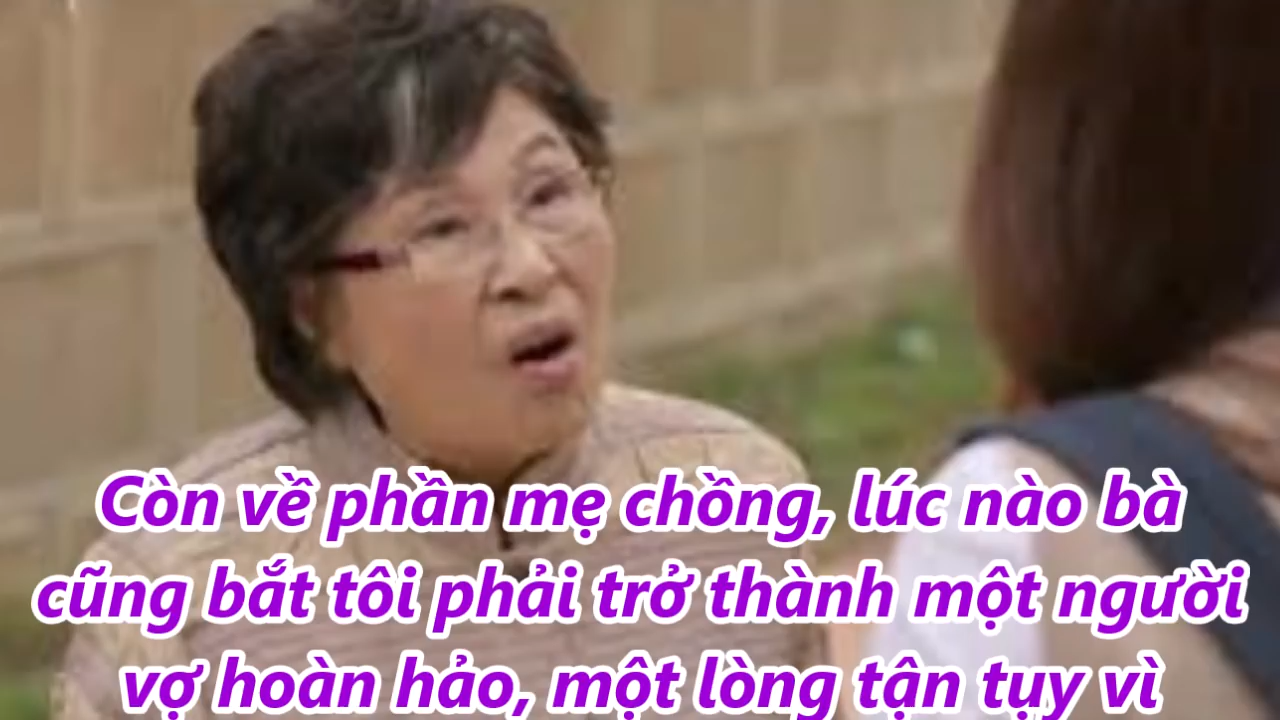 Còn về phần mẹ chồng, lúc nào bà
cũng bắt tôi phải trở thành một người
vợ hoàn hảo, một lòng tận tụy vì